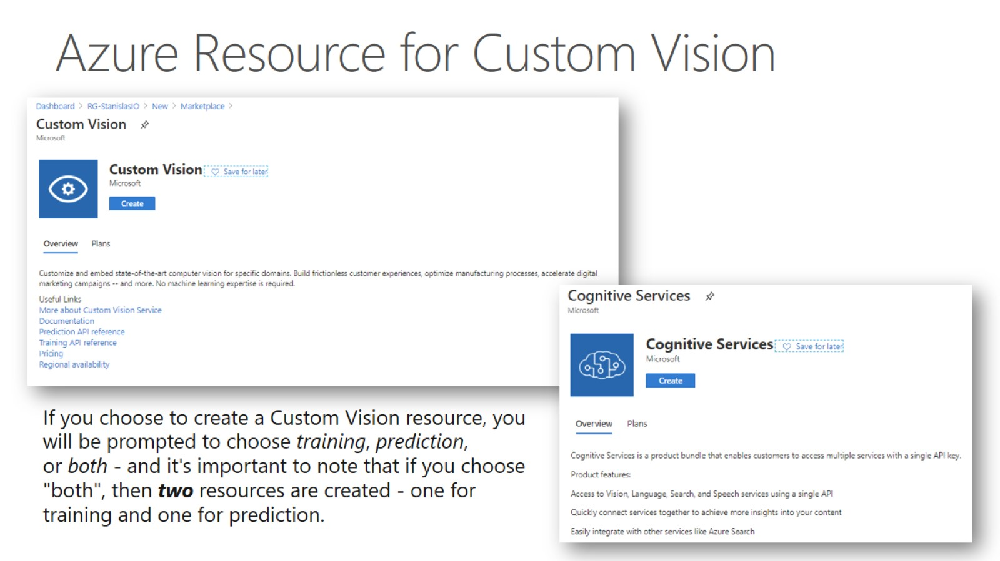 Azure Resource for Custom Vision
Dashboard > RG-StanislasIO > New > Marketplace >
Custom Vision
Microsoft
Custom Vision
Save for later
Microsoft
Create
Overview Plans
Customize and embed state-of-the-art computer vision for specific domains. Build frictionless customer experiences, optimize manufacturing processes, accelerate digital
marketing campaigns -- and more. No machine learning expertise is required.
Useful Links
More about Custom Vision Service
Documentation
Prediction API reference
Training API reference
Pricing
Regional availability
If you choose to create a Custom Vision resource, you
will be prompted to choose training, prediction,
or both - and it's important to note that if you choose
"both", then two resources are created - one for
training and one for prediction.
Cognitive Services
Microsoft
Cognitive Services
Save for later
Microsoft
Create
Overview Plans
Cognitive Services is a product bundle that enables customers to access multiple services with a single API key.
Product features:
Access to Vision, Language, Search, and Speech services using a single API
Quickly connect services together to achieve more insights into your content
Easily integrate with other services like Azure Search